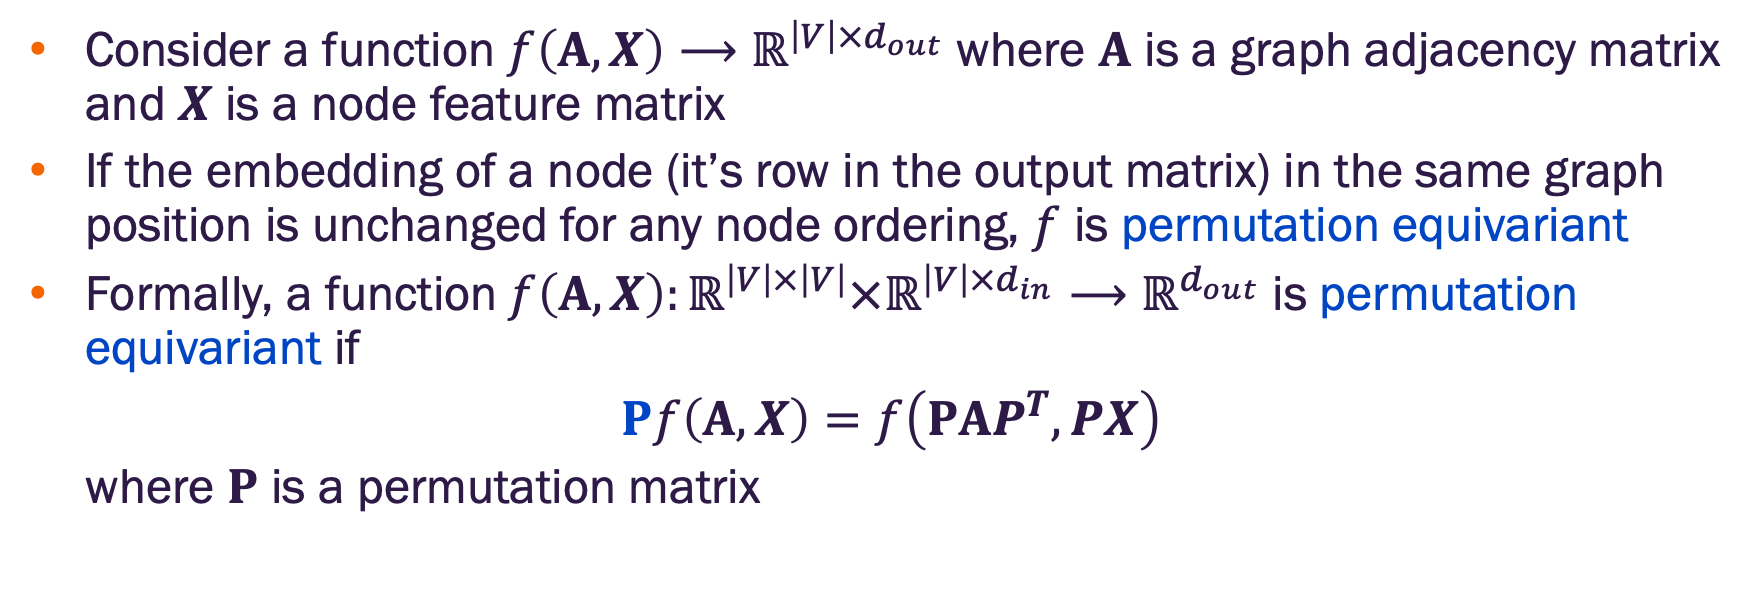 • Consider a function f(A, X) ⟶ ℝ^{|V|×d_{out}} where A is a graph adjacency matrix
and X is a node feature matrix
• If the embedding of a node (it’s row in the output matrix) in the same graph
position is unchanged for any node ordering, f is permutation equivariant
• Formally, a function f(A, X): ℝ^{|V|×|V|}×ℝ^{|V|×d_{in}} ⟶ ℝ^{d_{out}} is permutation
equivariant if
Pf(A, X) = f(PAP^T, PX)
where P is a permutation matrix